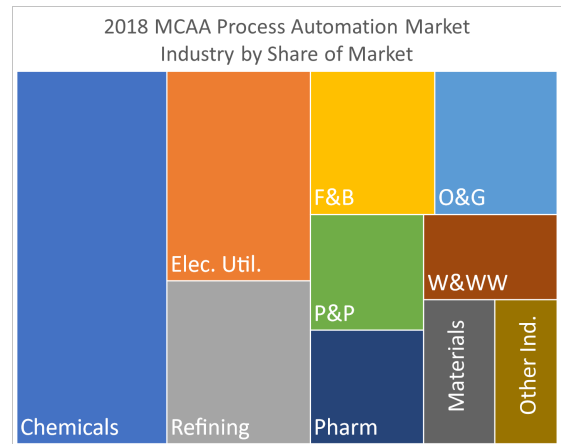 2018 MCAA Process Automation Market
Industry by Share of Market
F&B
O&G
Elec. Util.
W&WW
P&P
Materials
Other Ind.
Chemicals
Refining
Pharm